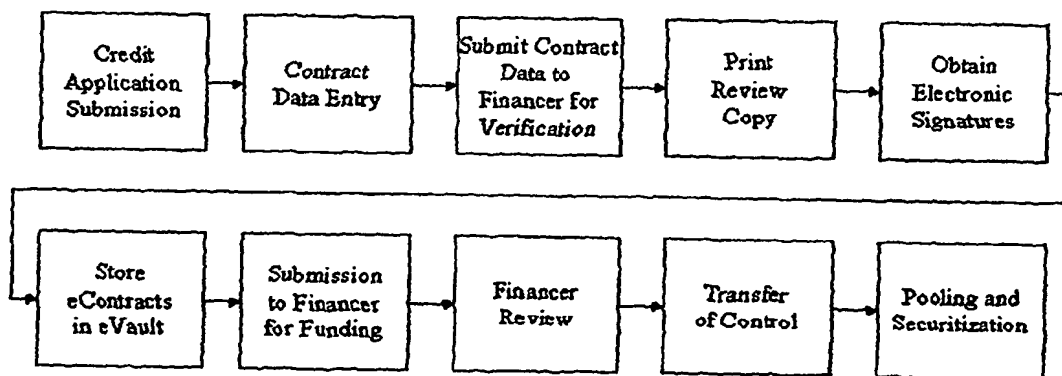 Credit
Application
Submission
Contract
Data Entry
Submit Contract
Data to
Financer for
Verification
Print
Review
Copy
Obtain
Electronic
Signatures
Store
eContracts
in eVault
Submission
to Financer
for Funding
Financer
Review
Transfer
of Control
Pooling and
Securitization